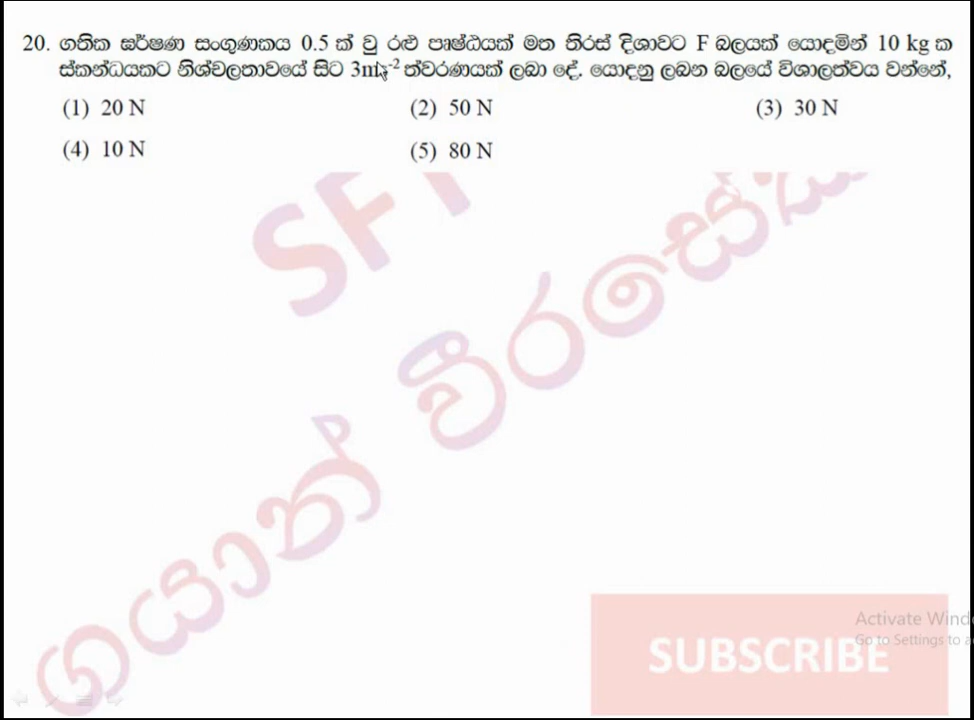 20. ගතික ඝර්ෂණ සංගුණකය 0.5 ක් වු රළු පෘෂ්ඨයක් මත තිරස් දිශාවට F බලයක් යොදමින් 10 kg ක
ස්කන්ධයකට නිශ්චලතාවයේ සිට 3ms⁻² ත්වරණයක් ලබා දේ. යොදනු ලබන බලයේ විශාලත්වය වන්නේ,
(1) 20 N (2) 50 N (3) 30 N
(4) 10 N (5) 80 N
SFT
ගයාන් වීරසේ
Activate Wind
Go to Settings to a
SUBSCRIBE